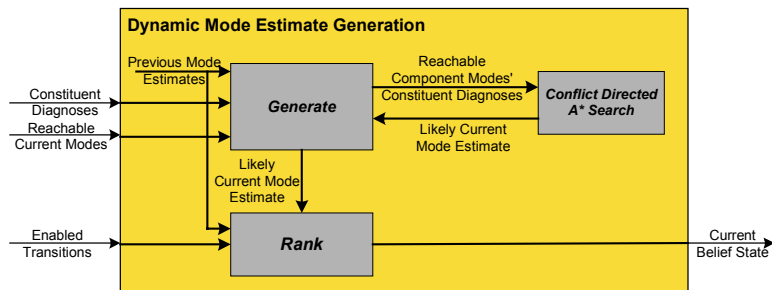 Dynamic Mode Estimate Generation
Previous Mode
Estimates
Constituent
Diagnoses
Reachable
Current Modes
Generate
Reachable
Component Modes'
Constituent Diagnoses
Conflict Directed
A* Search
Likely Current
Mode Estimate
Likely
Current Mode
Estimate
Enabled
Transitions
Rank
Current
Belief State